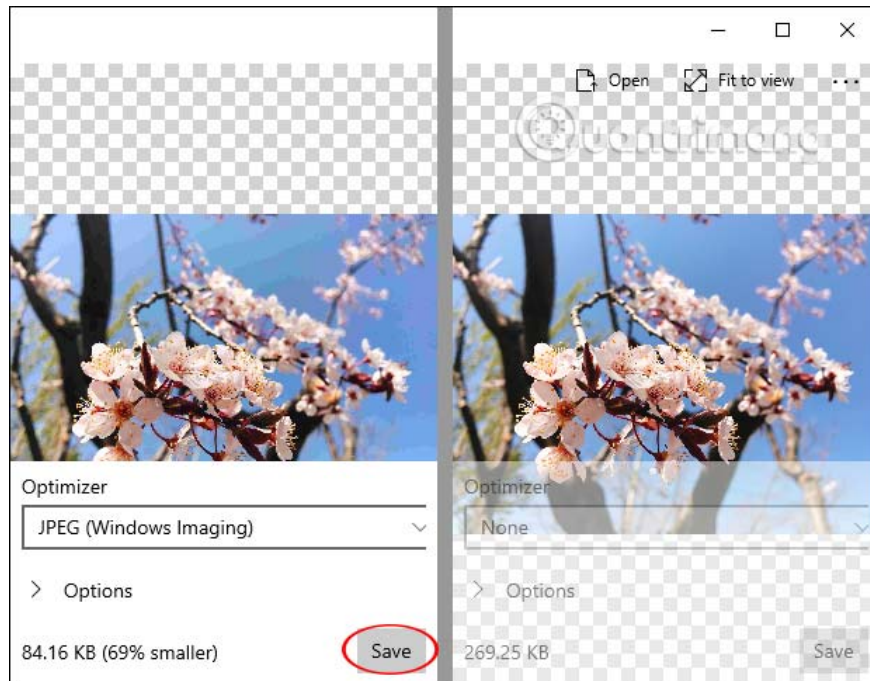 Open Fit to view
Quantrimang
Optimizer
JPEG (Windows Imaging)
Options
84.16 KB (69% smaller)
Save
Optimizer
None
Options
269.25 KB
Save